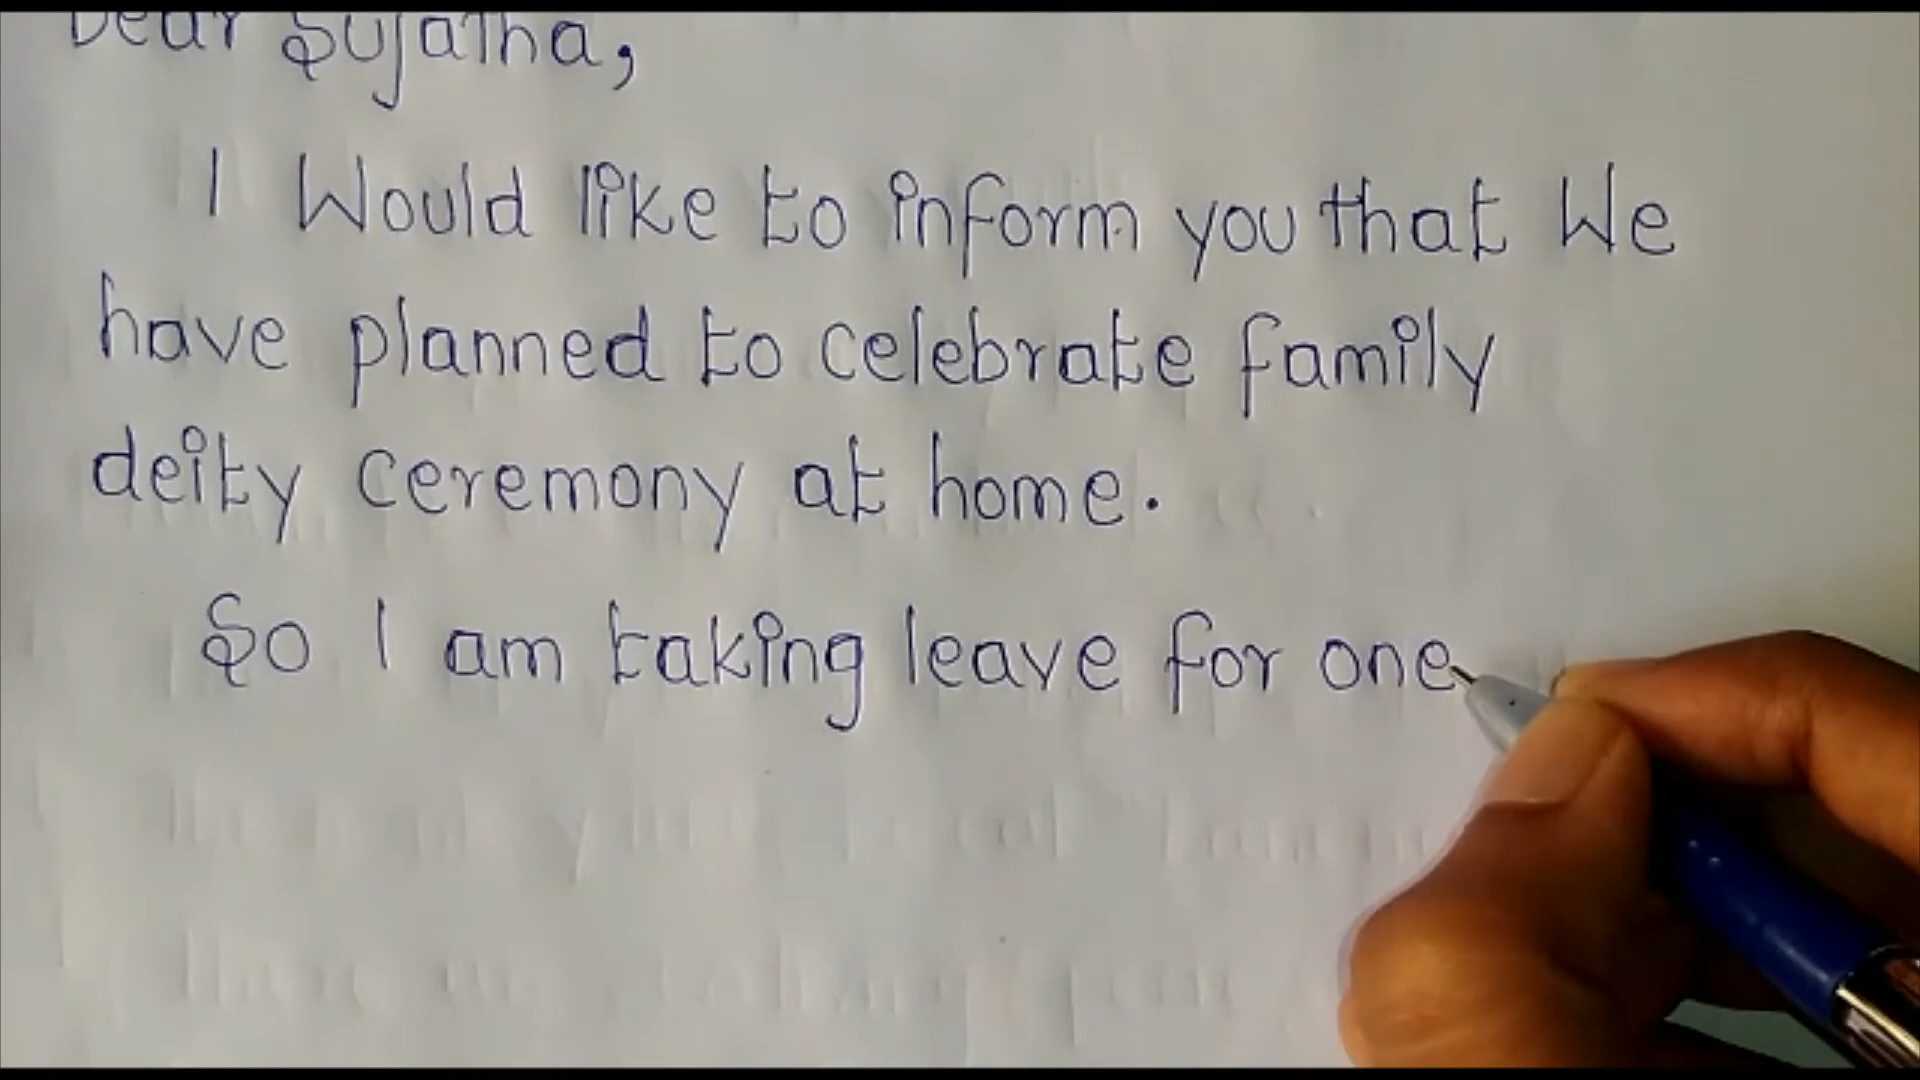 Dear Sujatha,
I Would like to inform you that We
have planned to celebrate family
deity ceremony at home.
So I am taking leave for one